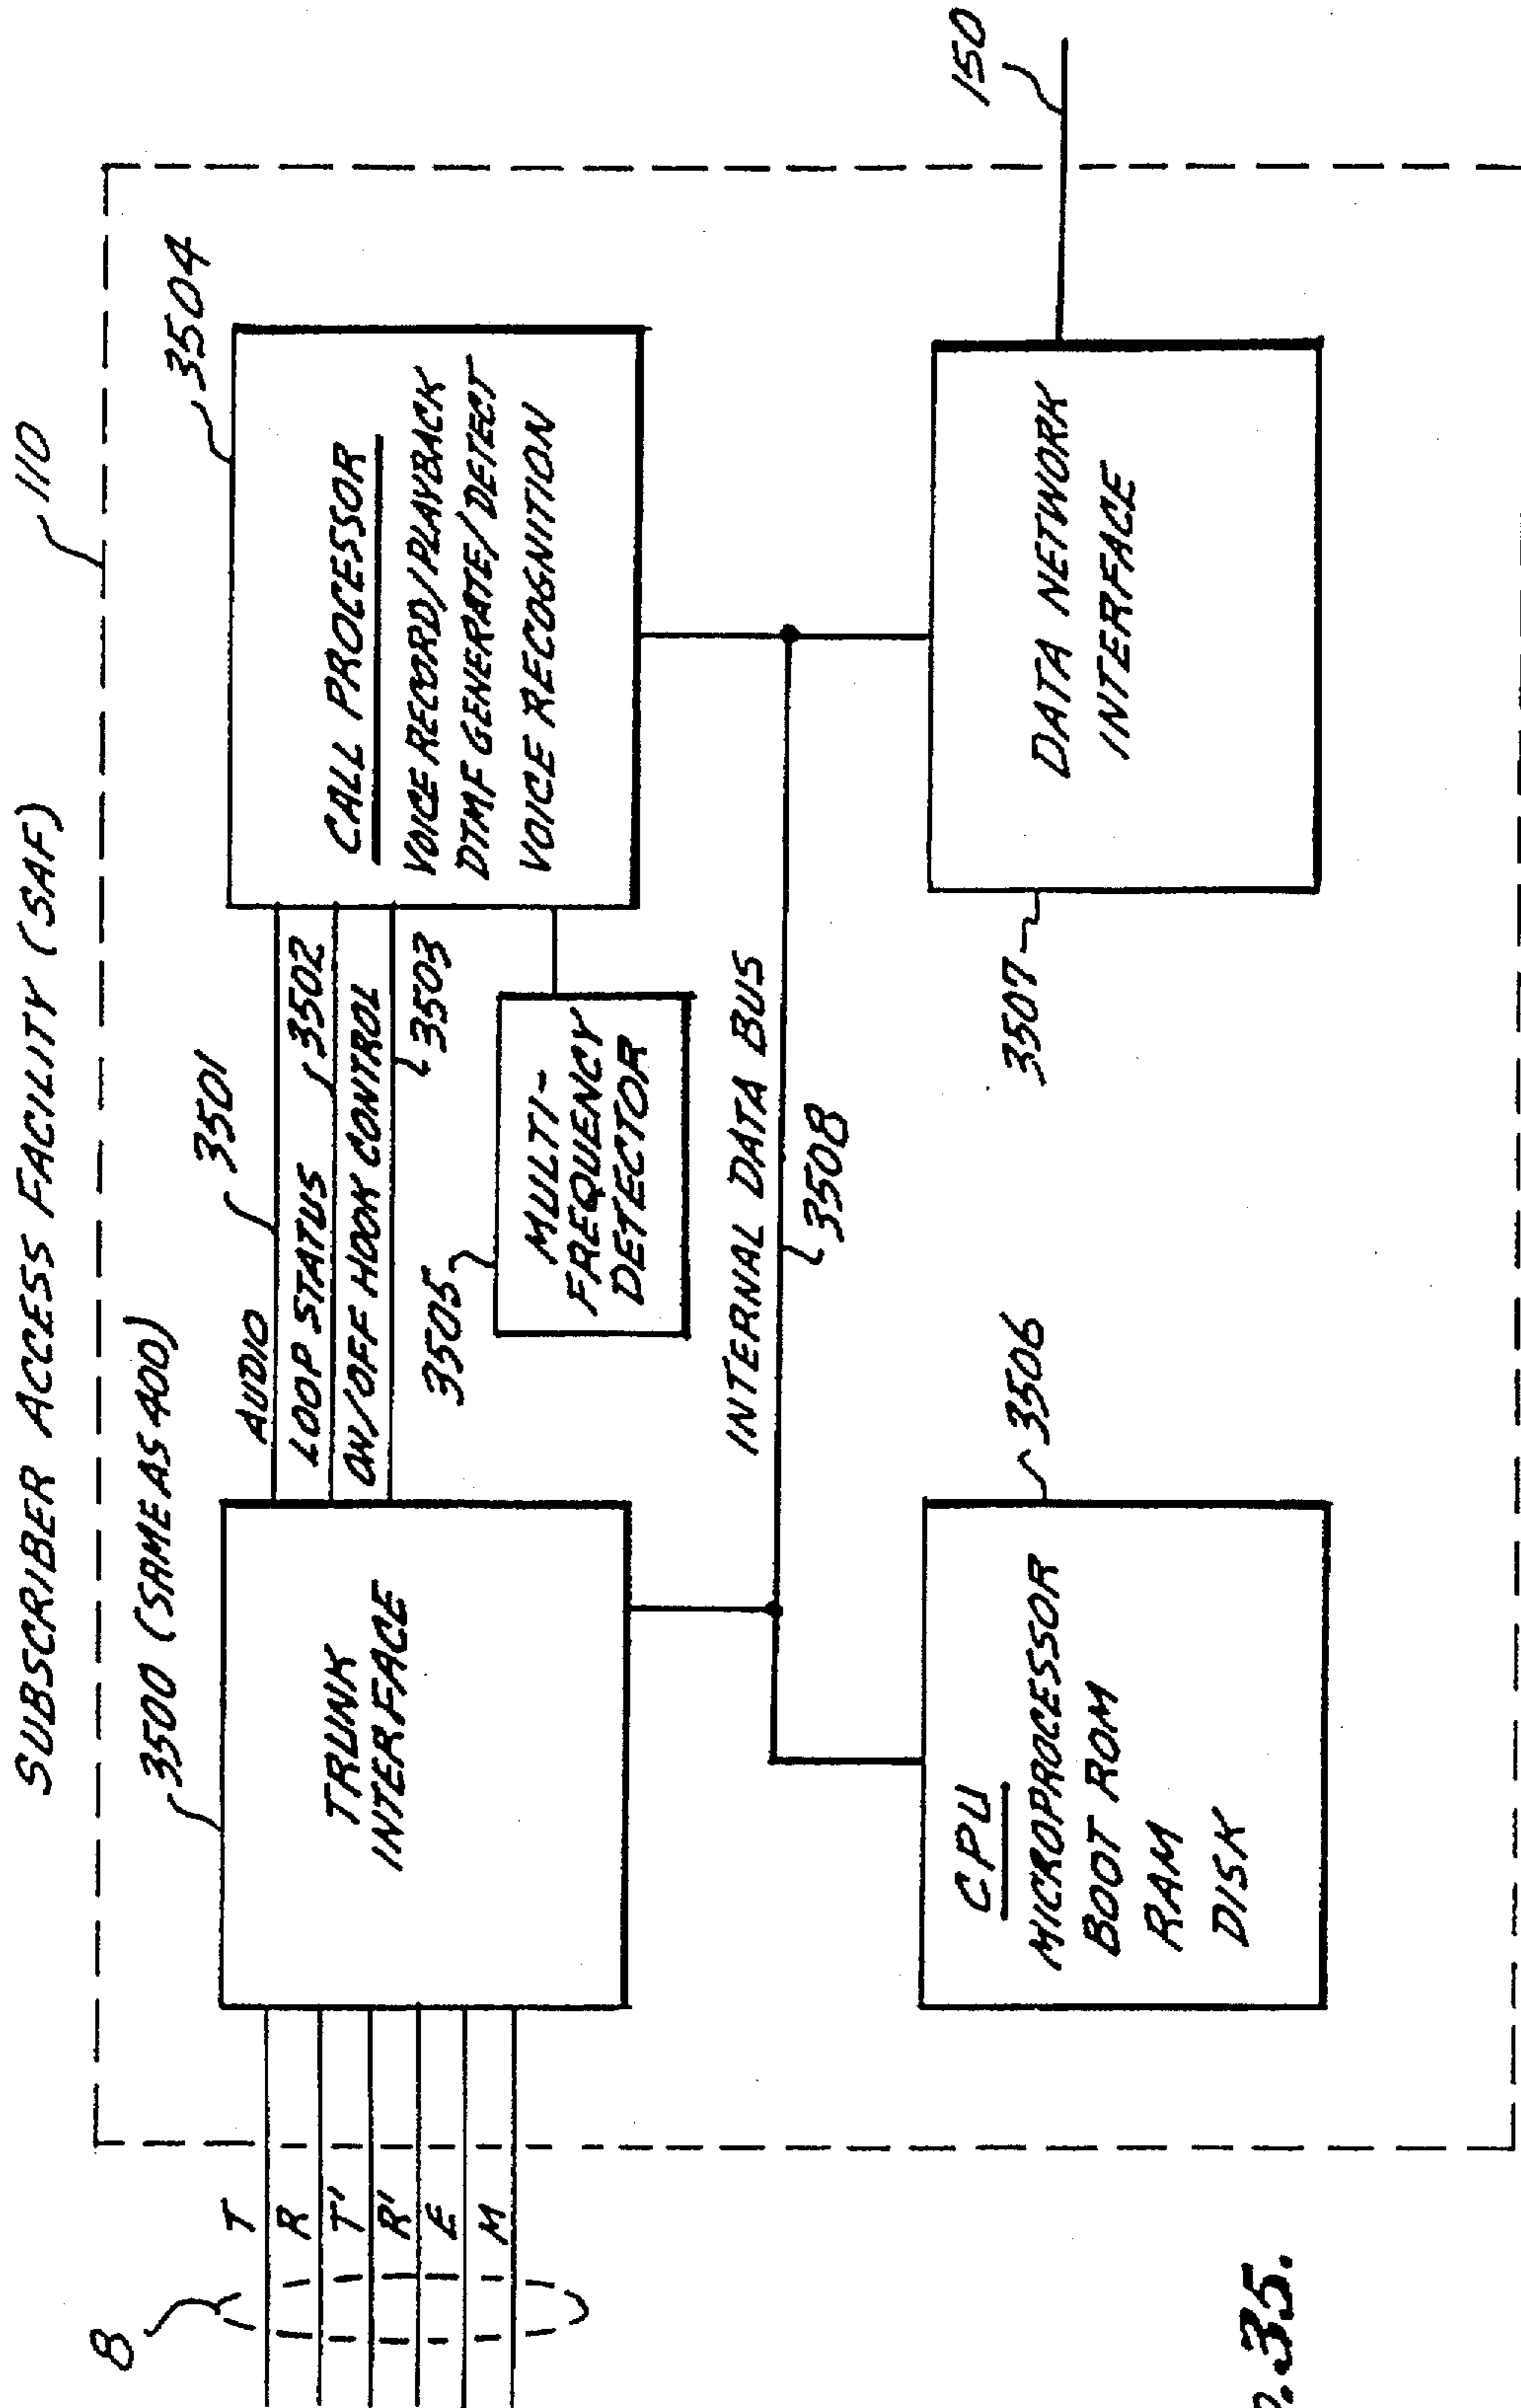 SUBSCRIBER ACCESS FACILITY (SAF)
110
3500 (SAME AS 400)
3501
3504
8
T
R
T'
R'
E
M
TRUNK
INTERFACE
AUDIO
LOOP STATUS
3502
ON/OFF HOOK CONTROL
3503
CALL PROCESSOR
VOICE RECORD/PLAYBACK
DTMF GENERATE/DETECT
VOICE RECOGNITION
3505
MULTI-
FREQUENCY
DETECTOR
INTERNAL DATA BUS
3508
150
3506
CPU
MICROPROCESSOR
BOOT ROM
RAM
DISK
3507
DATA NETWORK
INTERFACE
35.